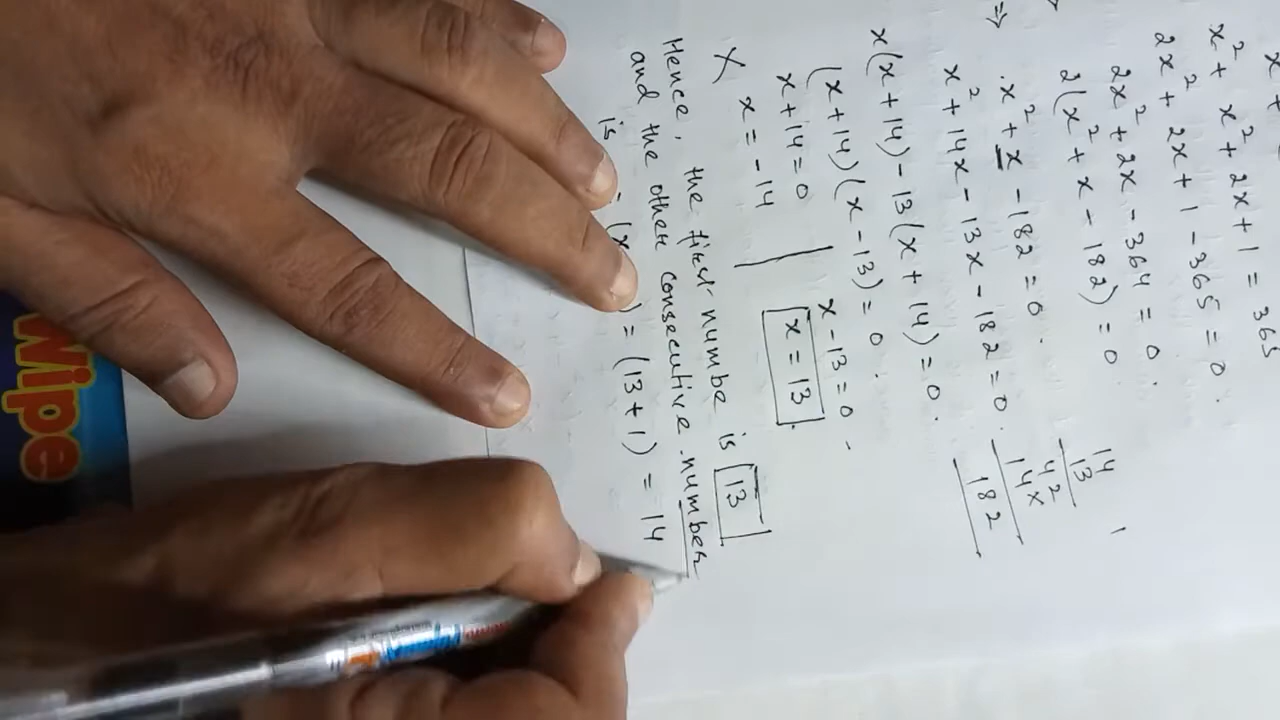 x² + x² + 2x + 1 = 365
2x² + 2x + 1 - 365 = 0.
2x² + 2x - 364 = 0.
2(x² + x - 182) = 0
⇒ x² + x - 182 = 0.
x² + 14x - 13x - 182 = 0.
x(x + 14) - 13(x + 14) = 0.
(x + 14)(x - 13) = 0.
x + 14 = 0 x - 13 = 0
X x = -14 x = 13
Hence, the first numbe is 13
and the other consecutive number
is = (x ) = (13 + 1) = 14
14
13
42
14x
182
wipe